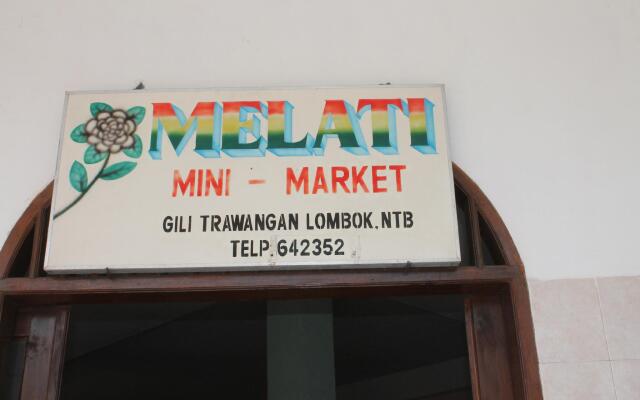 MELATI
MINI - MARKET
GILI TRAWANGAN LOMBOK.NTB
TELP.642352